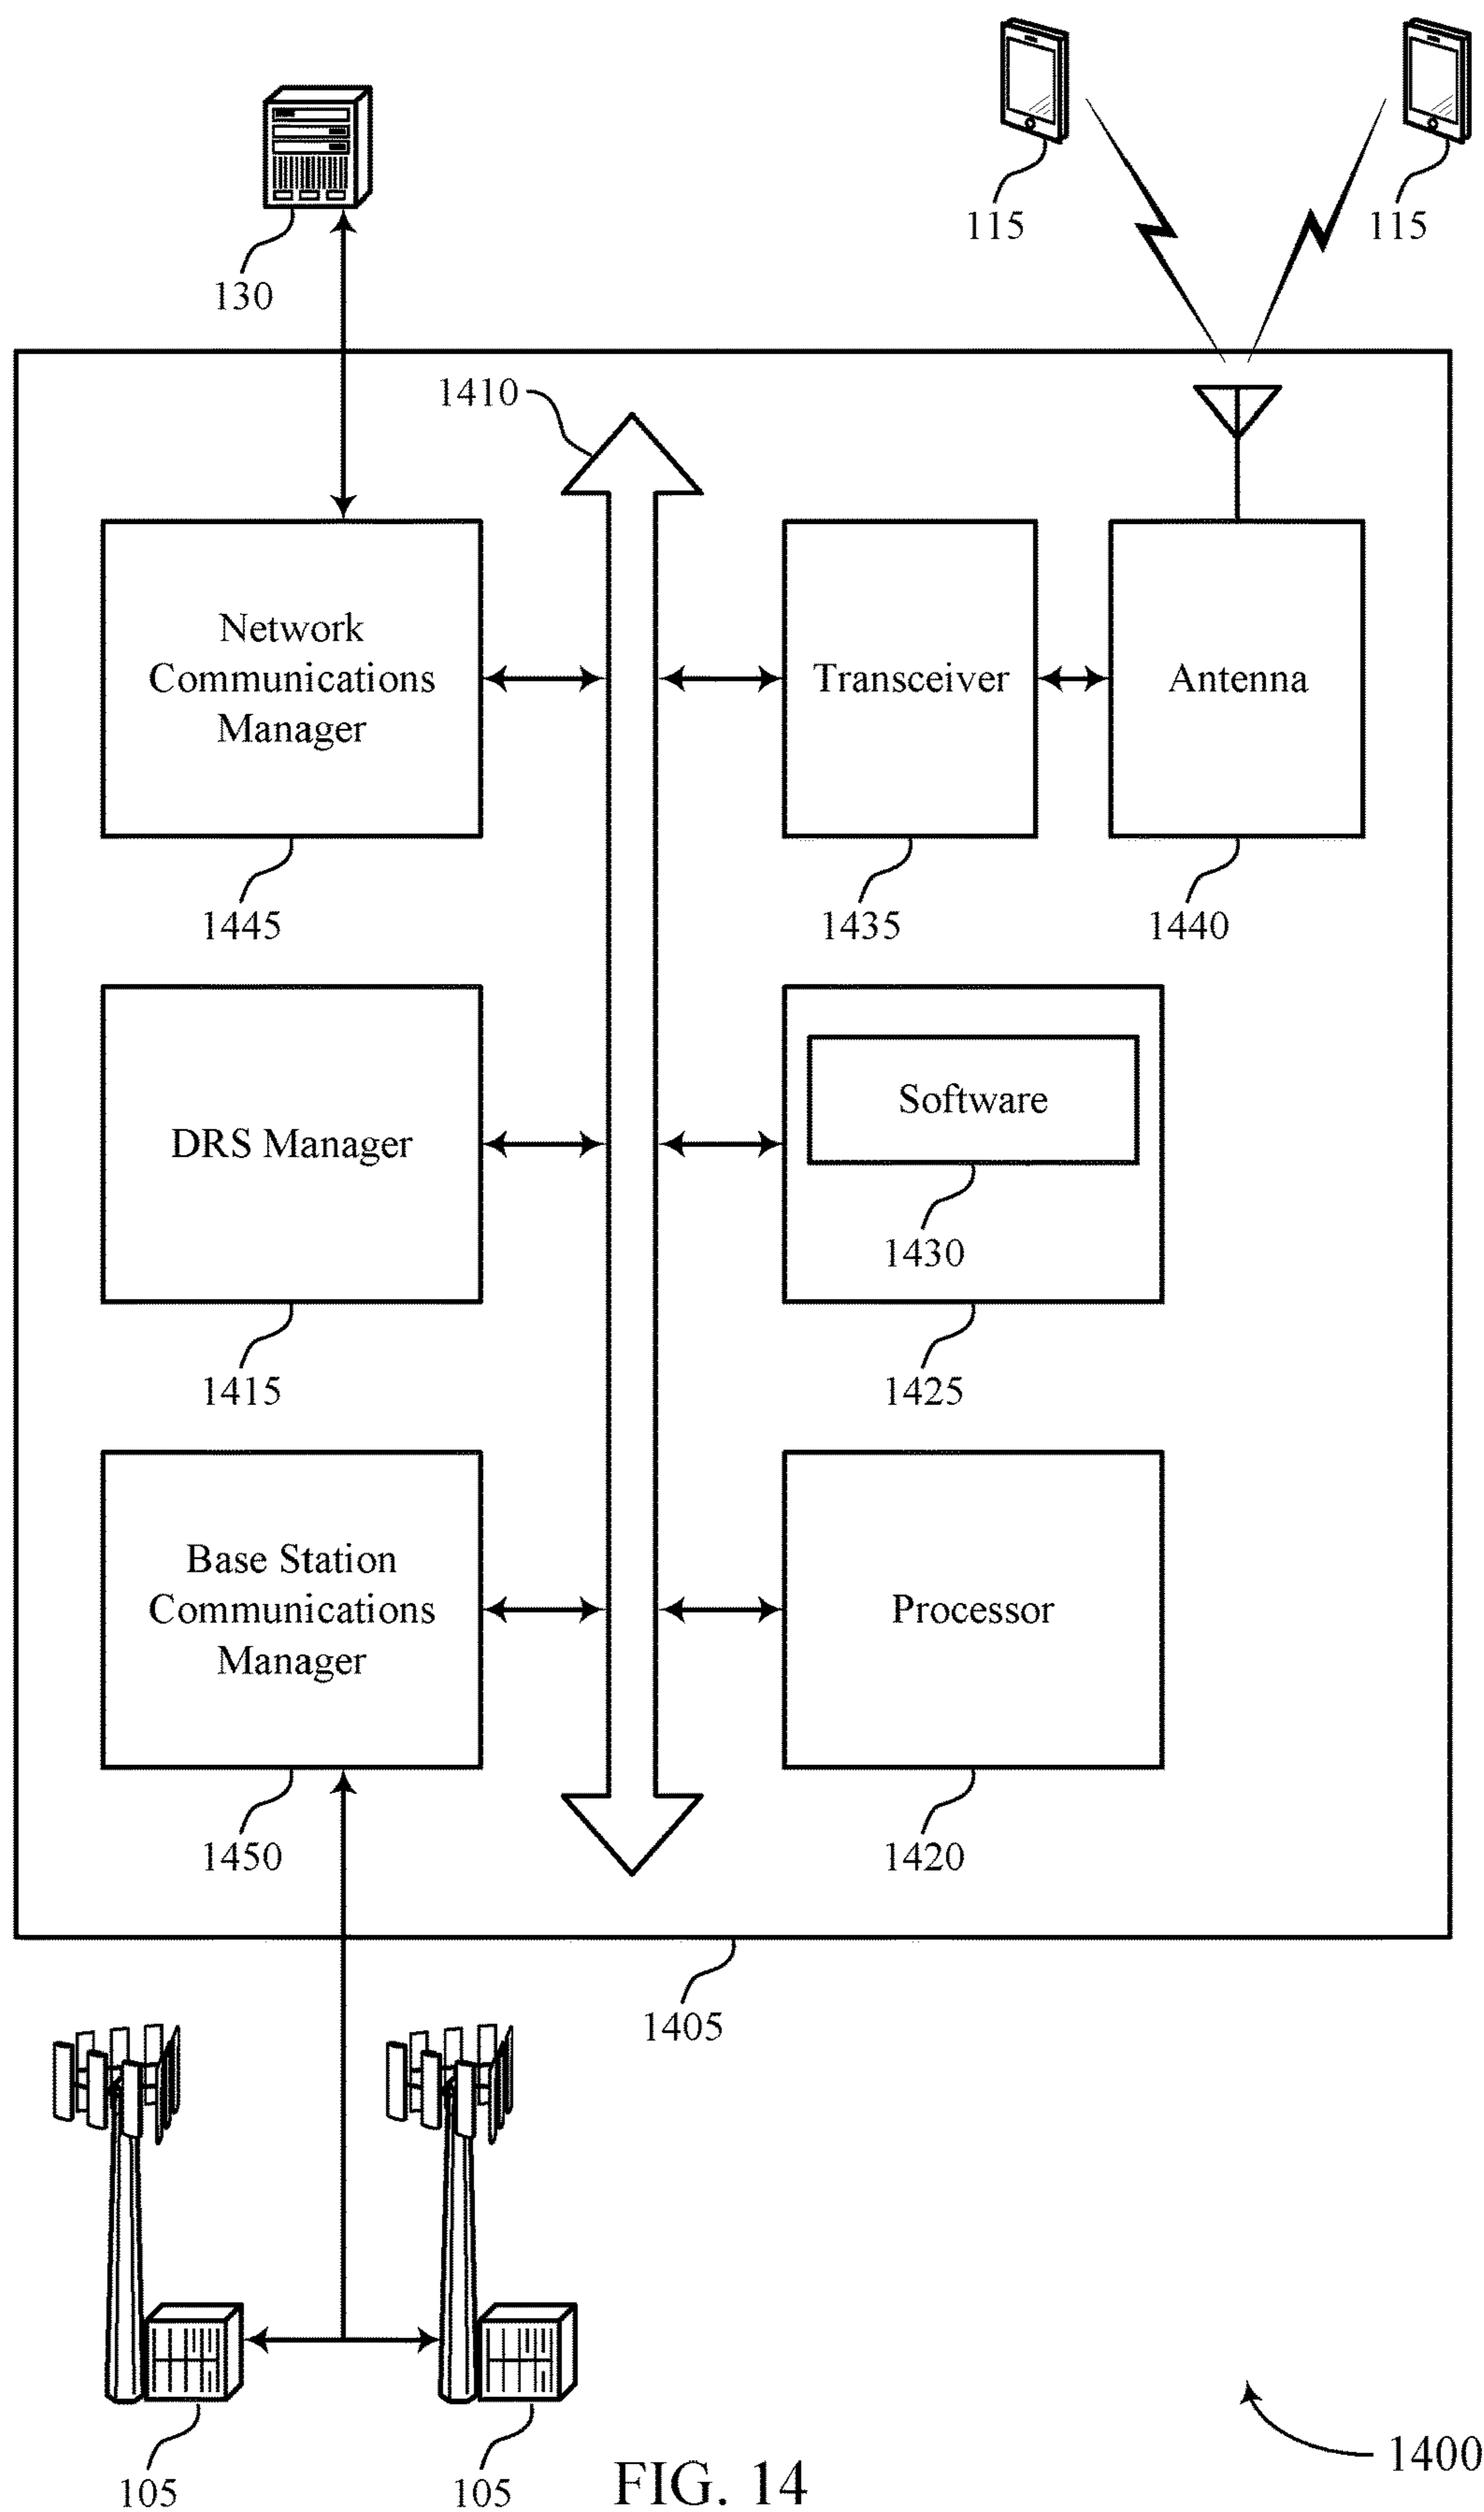 115
115
130
1410
Network
Communications
Manager
Transceiver
Antenna
1445
1435
1440
Software
DRS Manager
1430
1415
1425
Base Station
Communications
Manager
Processor
1450
1420
1405
105
105
FIG. 14
1400